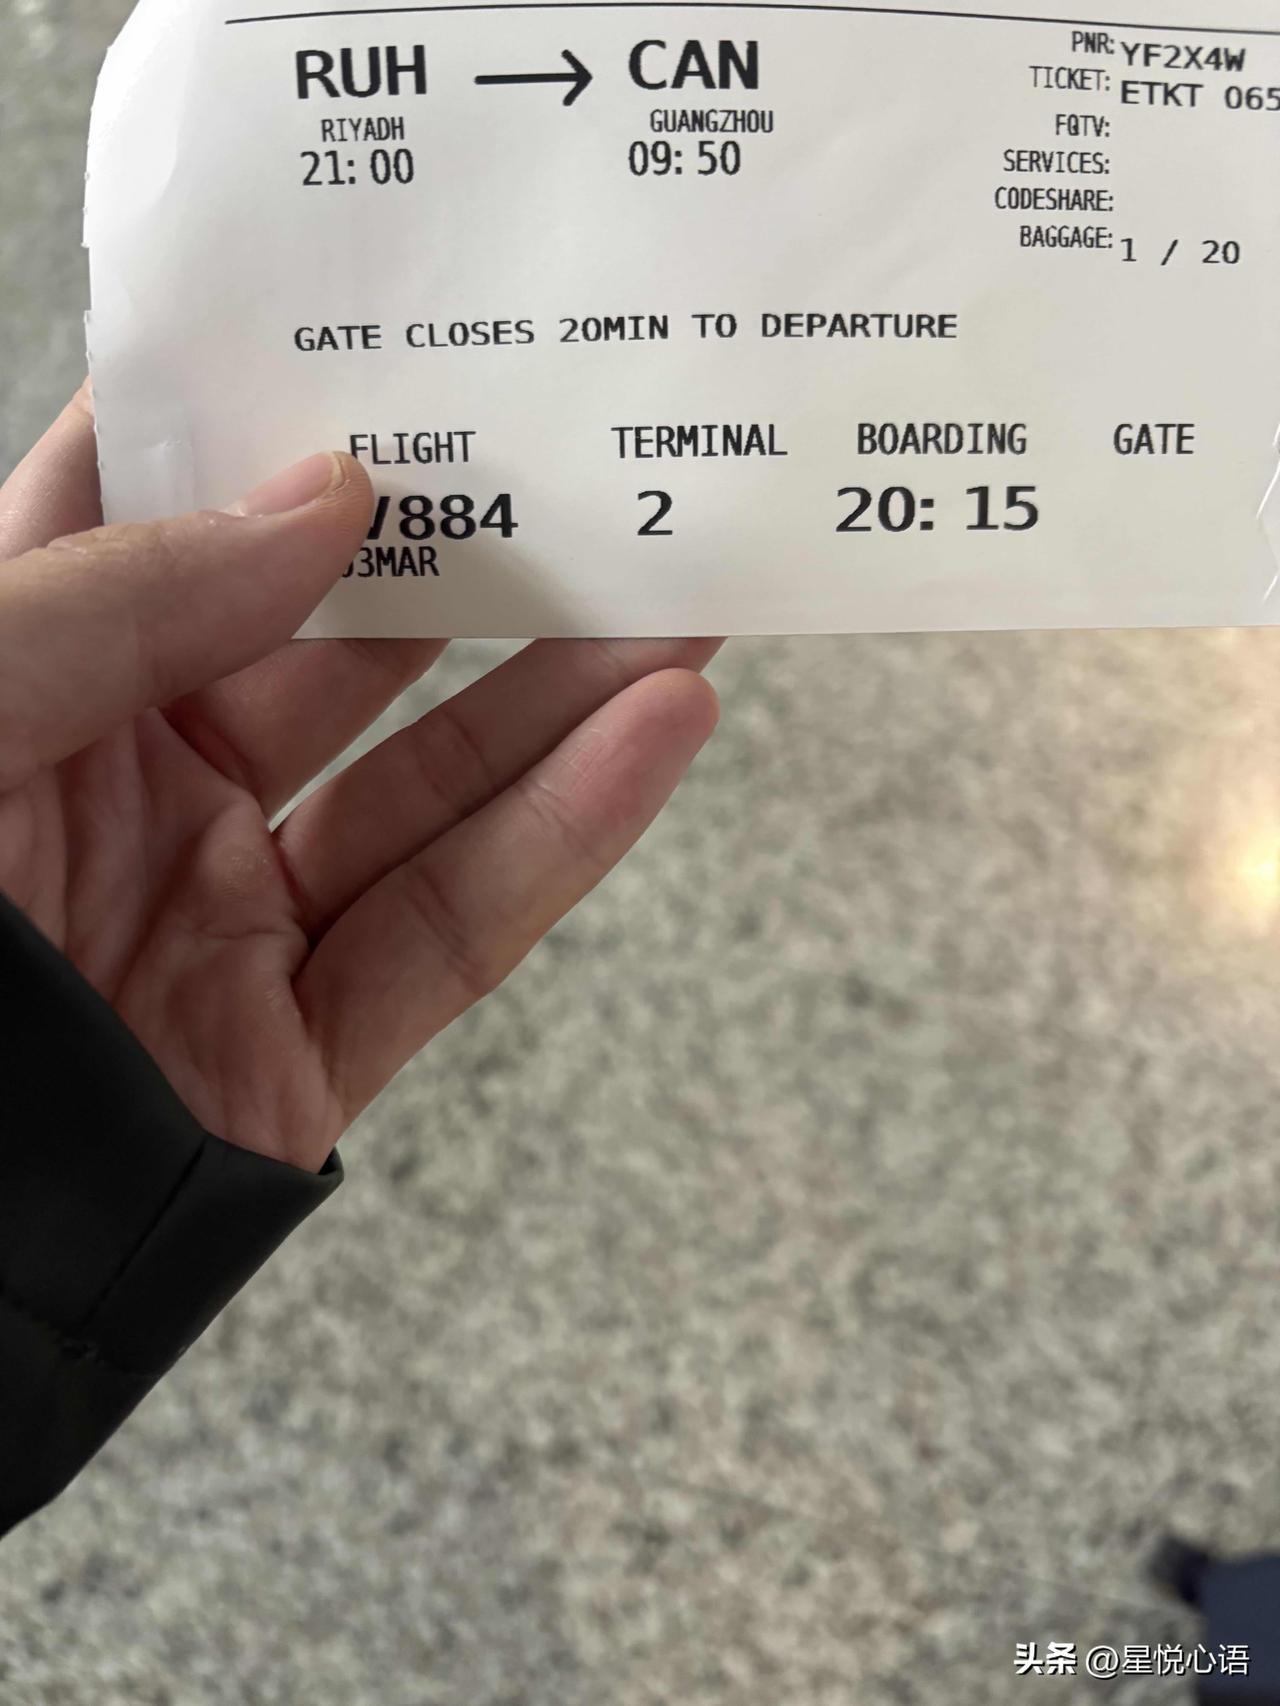 RUH → CAN
RIYADH GUANGZHOU
21:00 09:50
PNR: YF2X4W
TICKET: ETKT 065
FQTV:
SERVICES:
CODESHARE:
BAGGAGE: 1 / 20
GATE CLOSES 20MIN TO DEPARTURE
FLIGHT TERMINAL BOARDING GATE
884 2 20:15
3MAR
头条 @星悦心语